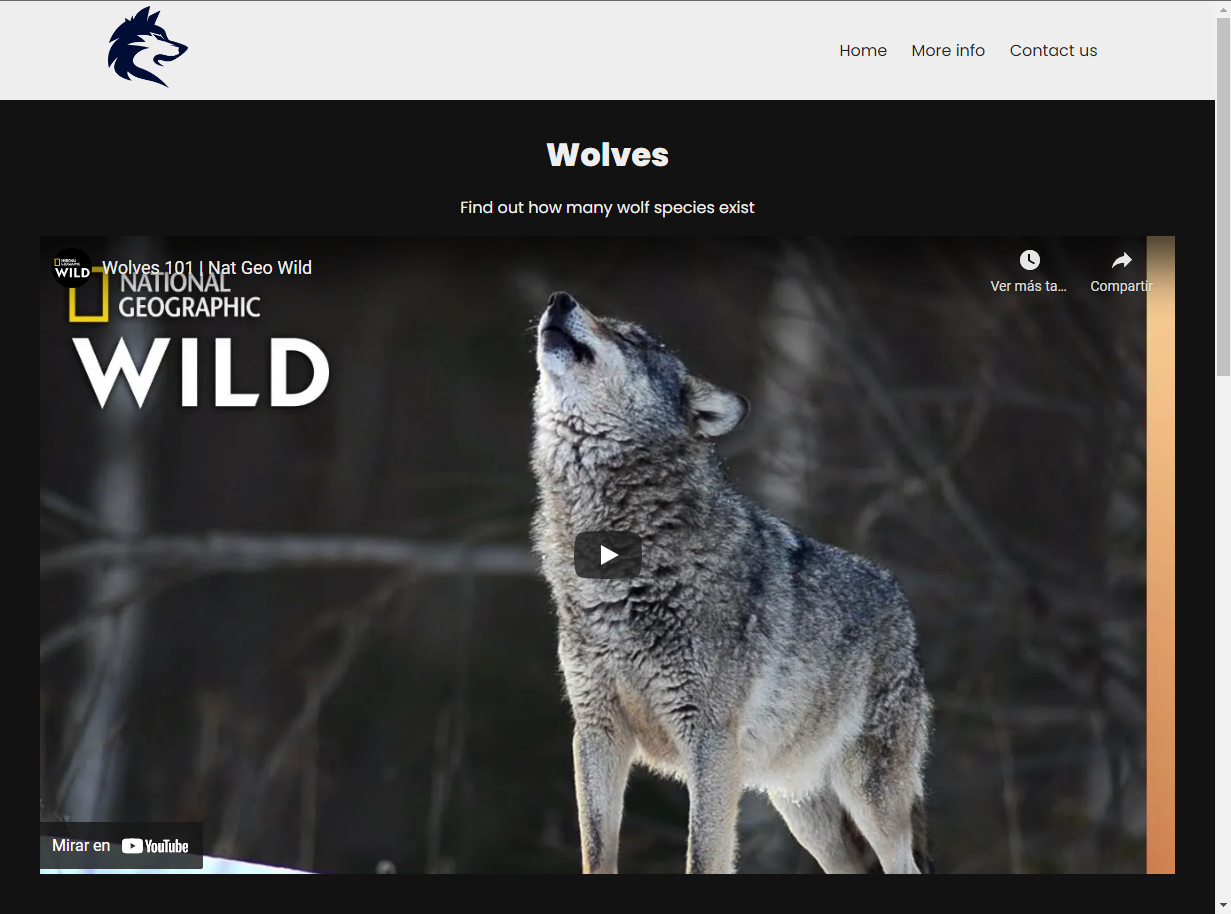 Home More info Contact us
Wolves
Find out how many wolf species exist
WILD
Wolves 101 | Nat Geo Wild
Ver más ta...
Compartir
NATIONAL
GEOGRAPHIC
WILD
Mirar en YouTube